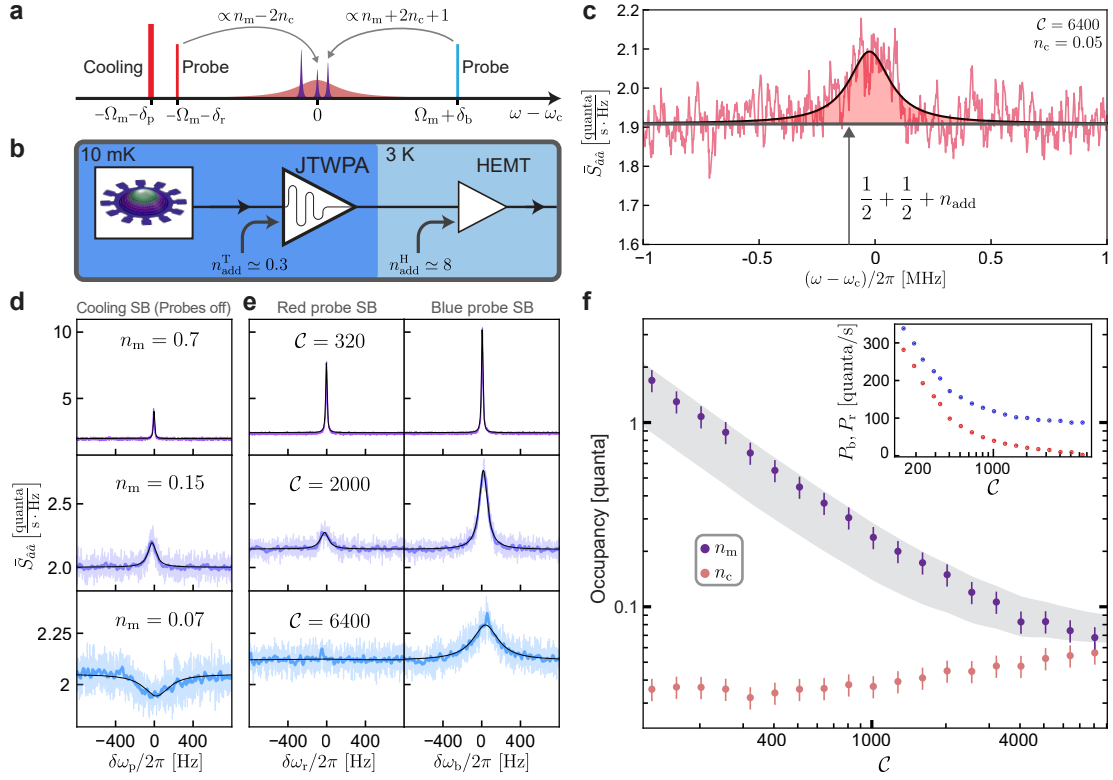 a
∝ n_m − 2n_c
∝ n_m + 2n_c + 1
Cooling
Probe
Probe
−Ω_m−δ_p
−Ω_m−δ_r
0
Ω_m+δ_b
ω − ω_c
b
10 mK
JTWPA
3 K
HEMT
n_add^T ≃ 0.3
n_add^H ≃ 8
c
2.1
2.0
1.9
1.8
1.7
1.6
S̄_ââ [quanta / s · Hz]
𝒞 = 6400
n_c = 0.05
1/2 + 1/2 + n_add
−1
-0.5
0
0.5
1
(ω − ω_c)/2π [MHz]
d
Cooling SB (Probes off)
n_m = 0.7
n_m = 0.15
n_m = 0.07
10
5
2.5
2.0
2.25
2
S̄_ââ [quanta / s · Hz]
−400
0
400
δω_p/2π [Hz]
e
Red probe SB
Blue probe SB
𝒞 = 320
𝒞 = 2000
𝒞 = 6400
−400
0
400
δω_r/2π [Hz]
−400
0
400
δω_b/2π [Hz]
f
Occupancy [quanta]
1
0.1
n_m
n_c
400
1000
4000
𝒞
P_b, P_r [quanta/s]
300
200
100
0
200
1000
𝒞